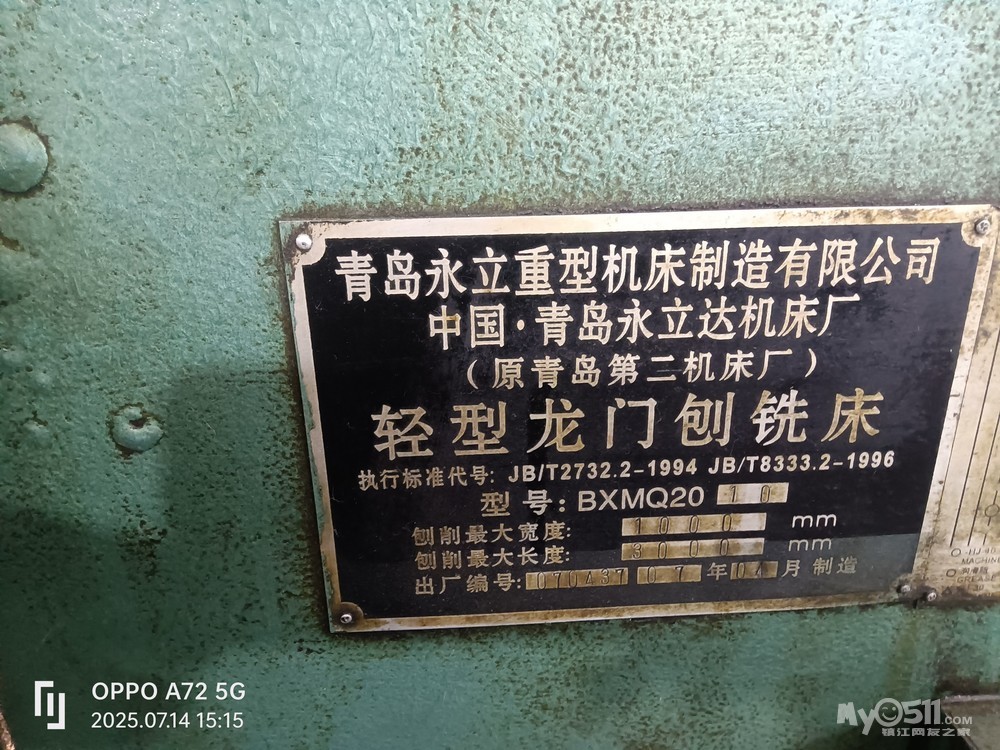 青岛永立重型机床制造有限公司
中国·青岛永立达机床厂
(原青岛第二机床厂)
轻型龙门刨铣床
执行标准代号: JB/T2732.2-1994 JB/T8333.2-1996
型号: BXMQ20 10
刨削最大宽度: 1000 mm
刨削最大长度: 3000 mm
出厂编号: 070437 07 年 04 月 制造
MACHINE
OPPO A72 5G
2025.07.14 15:15
My0511.COM
镇江网友之家